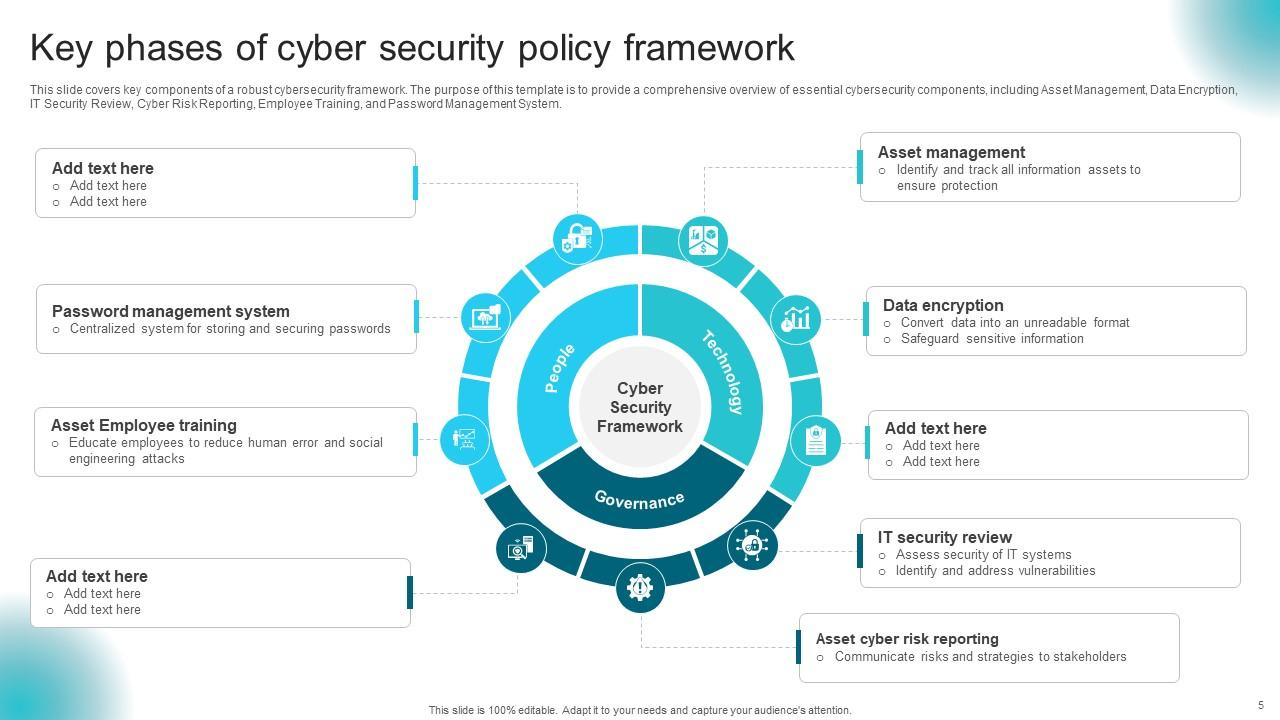 Key phases of cyber security policy framework
This slide covers key components of a robust cybersecurity framework. The purpose of this template is to provide a comprehensive overview of essential cybersecurity components, including Asset Management, Data Encryption,
IT Security Review, Cyber Risk Reporting, Employee Training, and Password Management System.
Add text here
o Add text here
o Add text here
Password management system
o Centralized system for storing and securing passwords
Asset Employee training
o Educate employees to reduce human error and social
engineering attacks
Add text here
o Add text here
o Add text here
People
Technology
Governance
Cyber
Security
Framework
Asset management
o Identify and track all information assets to
ensure protection
Data encryption
o Convert data into an unreadable format
o Safeguard sensitive information
Add text here
o Add text here
o Add text here
IT security review
o Assess security of IT systems
o Identify and address vulnerabilities
Asset cyber risk reporting
o Communicate risks and strategies to stakeholders
This slide is 100% editable. Adapt it to your needs and capture your audience's attention.
5